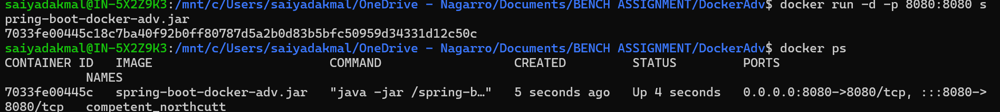 saiyadakmal@IN-5X2Z9K3:/mnt/c/Users/saiyadakmal/OneDrive - Nagarro/Documents/BENCH ASSIGNMENT/DockerAdv$ docker run -d -p 8080:8080 s
pring-boot-docker-adv.jar
7033fe00445c18c7ba40f92b0ff80787d5a2b0d83b5bfc50959d34331d12c50c
saiyadakmal@IN-5X2Z9K3:/mnt/c/Users/saiyadakmal/OneDrive - Nagarro/Documents/BENCH ASSIGNMENT/DockerAdv$ docker ps
CONTAINER ID   IMAGE                       COMMAND                  CREATED         STATUS         PORTS
           NAMES
7033fe00445c   spring-boot-docker-adv.jar   "java -jar /spring-b…"   5 seconds ago   Up 4 seconds   0.0.0.0:8080->8080/tcp, :::8080->
8080/tcp   competent_northcutt